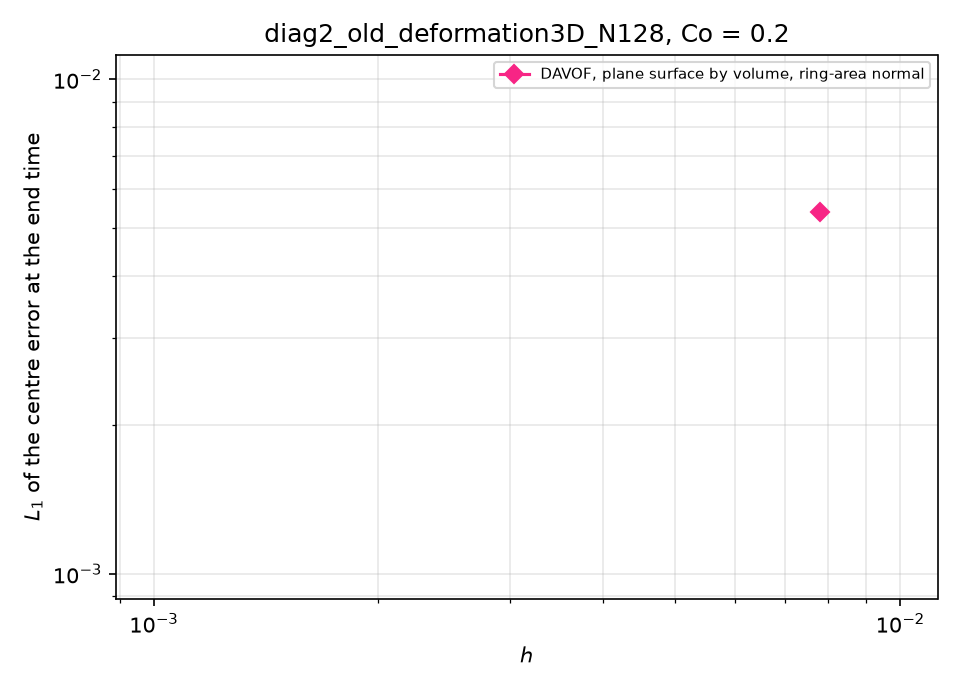 diag2_old_deformation3D_N128, Co = 0.2
DAVOF, plane surface by volume, ring-area normal
L₁ of the centre error at the end time
10⁻²
10⁻³
10⁻³
10⁻²
h